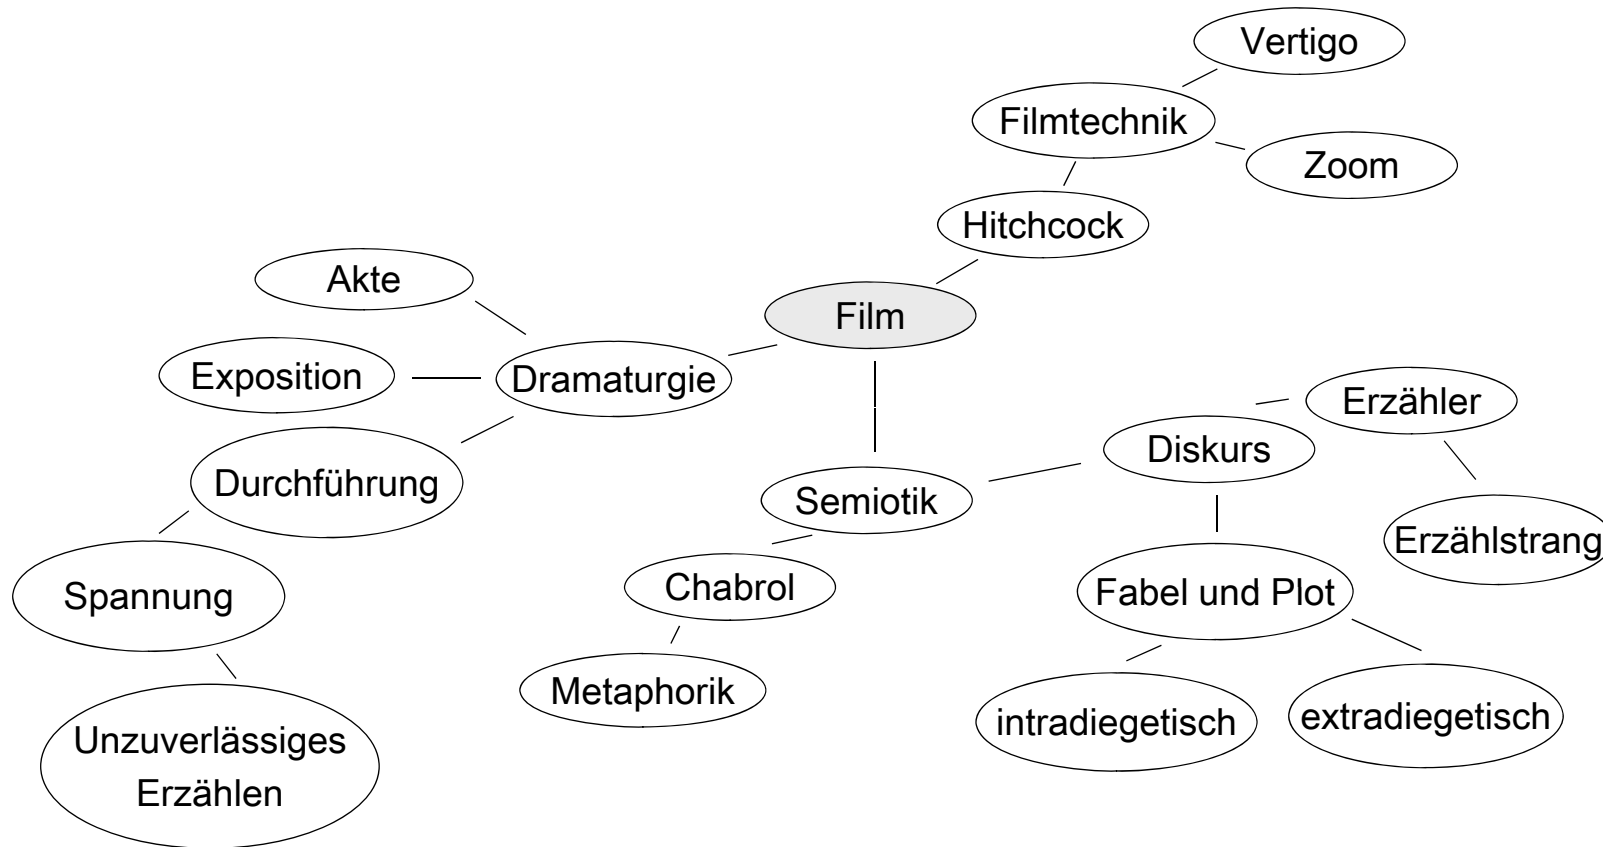 Vertigo
Filmtechnik
Zoom
Hitchcock
Akte
Film
Exposition
Dramaturgie
Erzähler
Diskurs
Durchführung
Semiotik
Erzählstrang
Spannung
Chabrol
Fabel und Plot
Metaphorik
intradiegetisch
extradiegetisch
Unzuverlässiges
Erzählen